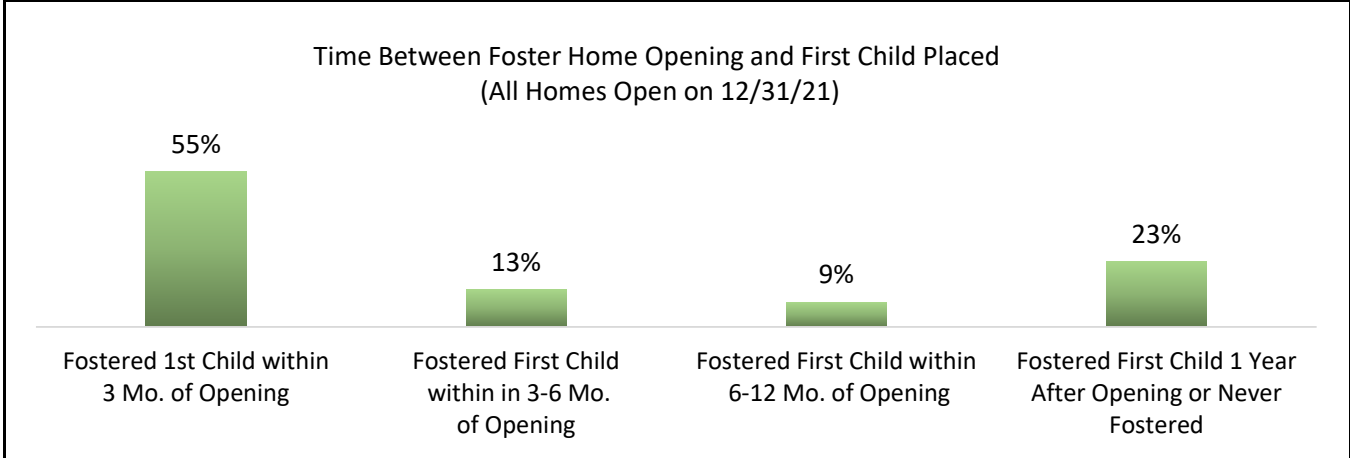 Time Between Foster Home Opening and First Child Placed
(All Homes Open on 12/31/21)
55%
13%
9%
23%
Fostered 1st Child within
3 Mo. of Opening
Fostered First Child
within in 3-6 Mo.
of Opening
Fostered First Child within
6-12 Mo. of Opening
Fostered First Child 1 Year
After Opening or Never
Fostered